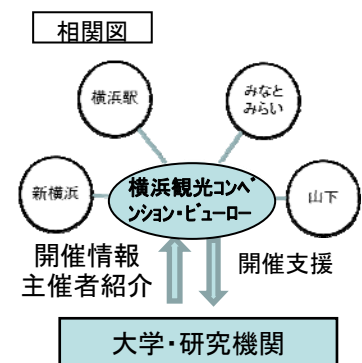 相関図
横浜駅
みなと
みらい
新横浜
横浜観光コンベ
ンション・ビューロー
山下
開催情報
主催者紹介
開催支援
大学・研究機関